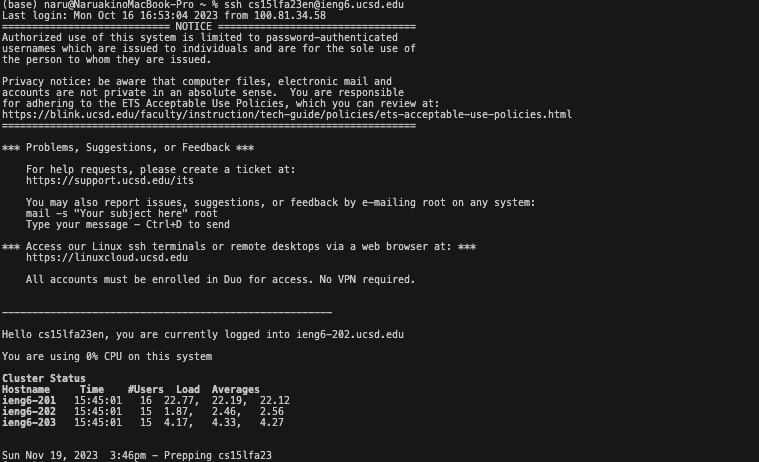 (base) naru@NaruakinoMacBook-Pro ~ % ssh cs15lfa23en@ieng6.ucsd.edu
Last login: Mon Oct 16 16:53:04 2023 from 100.81.34.58
============================ NOTICE =================================
Authorized use of this system is limited to password-authenticated
usernames which are issued to individuals and are for the sole use of
the person to whom they are issued.
Privacy notice: be aware that computer files, electronic mail and
accounts are not private in an absolute sense.  You are responsible
for adhering to the ETS Acceptable Use Policies, which you can review at:
https://blink.ucsd.edu/faculty/instruction/tech-guide/policies/ets-acceptable-use-policies.html
=====================================================================
*** Problems, Suggestions, or Feedback ***
For help requests, please create a ticket at:
https://support.ucsd.edu/its
You may also report issues, suggestions, or feedback by e-mailing root on any system:
mail -s "Your subject here" root
Type your message - Ctrl+D to send
*** Access our Linux ssh terminals or remote desktops via a web browser at: ***
https://linuxcloud.ucsd.edu
All accounts must be enrolled in Duo for access. No VPN required.
-------------------------------------------------------
Hello cs15lfa23en, you are currently logged into ieng6-202.ucsd.edu
You are using 0% CPU on this system
Cluster Status
Hostname     Time    #Users  Load  Averages
ieng6-201   15:45:01   16  22.77,  22.19,  22.12
ieng6-202   15:45:01   15  1.87,   2.46,   2.56
ieng6-203   15:45:01   15  4.17,   4.33,   4.27
Sun Nov 19, 2023  3:46pm - Prepping cs15lfa23